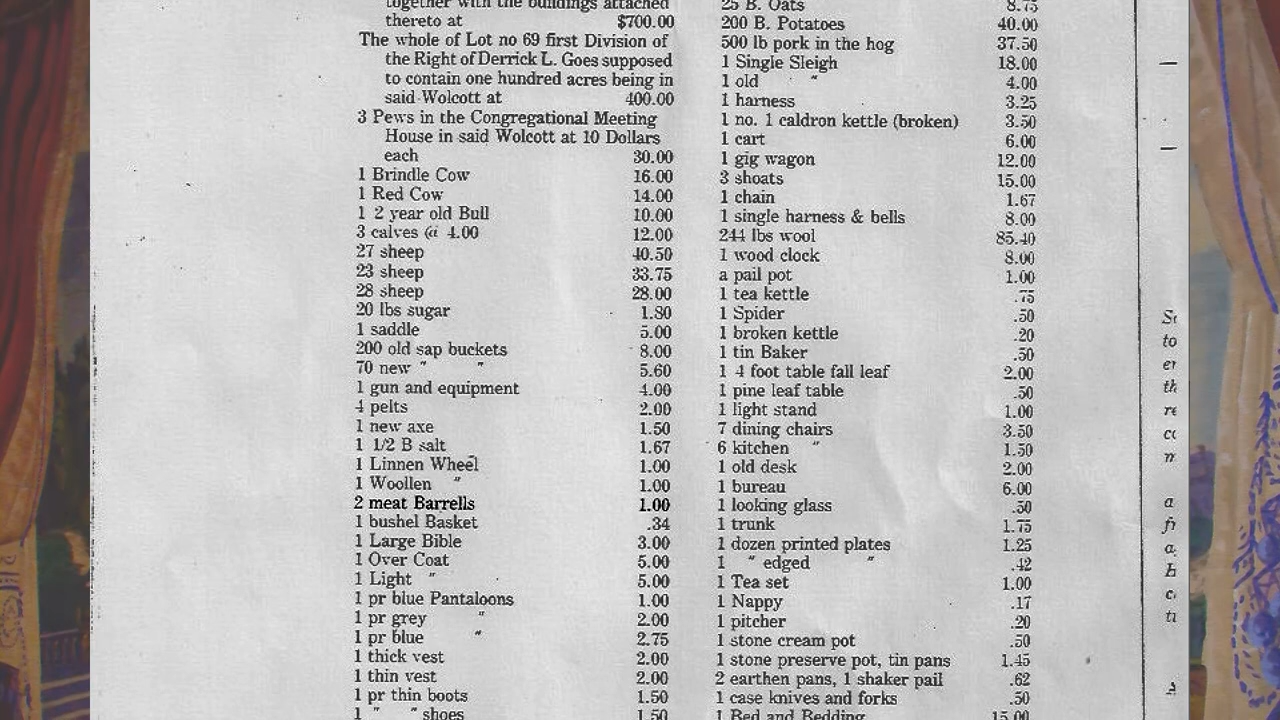 together with the buildings attached
thereto at $700.00
The whole of Lot no 69 first Division of
the Right of Derrick L. Goes supposed
to contain one hundred acres being in
said Wolcott at 400.00
3 Pews in the Congregational Meeting
House in said Wolcott at 10 Dollars
each 30.00
1 Brindle Cow 16.00
1 Red Cow 14.00
1 2 year old Bull 10.00
3 calves @ 4.00 12.00
27 sheep 40.50
23 sheep 33.75
28 sheep 28.00
20 lbs sugar 1.80
1 saddle 5.00
200 old sap buckets 8.00
70 new " " 5.60
1 gun and equipment 4.00
4 pelts 2.00
1 new axe 1.50
1 1/2 B salt 1.67
1 Linnen Wheel 1.00
1 Woollen " 1.00
2 meat Barrells 1.00
1 bushel Basket .34
1 Large Bible 3.00
1 Over Coat 5.00
1 Light " 5.00
1 pr blue Pantaloons 1.00
1 pr grey " 2.00
1 pr blue " 2.75
1 thick vest 2.00
1 thin vest 2.00
1 pr thin boots 1.50
1 " " shoes 1.50
25 B. Oats 8.75
200 B. Potatoes 40.00
500 lb pork in the hog 37.50
1 Single Sleigh 18.00
1 old " 4.00
1 harness 3.25
1 no. 1 caldron kettle (broken) 3.50
1 cart 6.00
1 gig wagon 12.00
3 shoats 15.00
1 chain 1.67
1 single harness & bells 8.00
244 lbs wool 85.40
1 wood clock 8.00
a pail pot 1.00
1 tea kettle .75
1 Spider .50
1 broken kettle .20
1 tin Baker .50
1 4 foot table fall leaf 2.00
1 pine leaf table .50
1 light stand 1.00
7 dining chairs 3.50
6 kitchen " 1.50
1 old desk 2.00
1 bureau 6.00
1 looking glass .50
1 trunk 1.75
1 dozen printed plates 1.25
1 " edged " .42
1 Tea set 1.00
1 Nappy .17
1 pitcher .20
1 stone cream pot .50
1 stone preserve pot, tin pans 1.45
2 earthen pans, 1 shaker pail .62
1 case knives and forks .50
1 Bed and Bedding 15.00
to
er
th
a
a